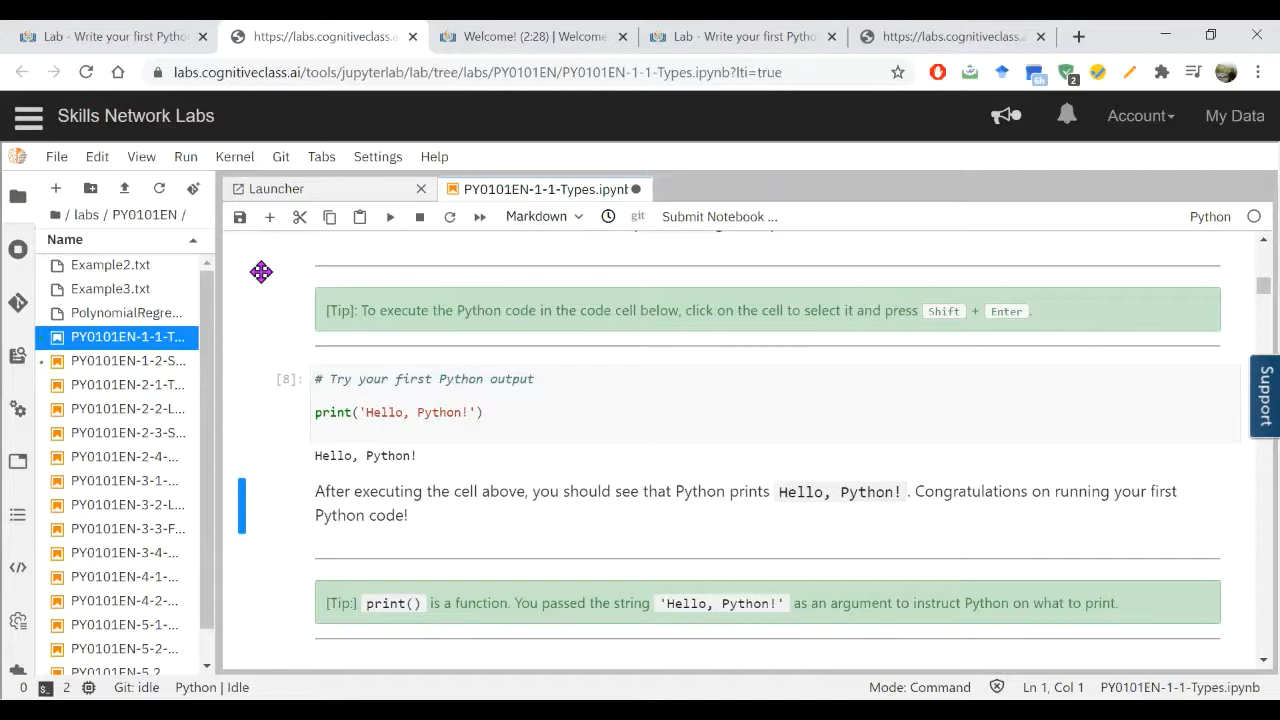 Lab - Write your first Pytho
https://labs.cognitiveclass.a
Welcome! (2:28) | Welcome
Lab - Write your first Pytho
https://labs.cognitiveclass.a
labs.cognitiveclass.ai/tools/jupyterlab/lab/tree/labs/PY0101EN/PY0101EN-1-1-Types.ipynb?lti=true
6h
2
Skills Network Labs
Account
My Data
File Edit View Run Kernel Git Tabs Settings Help
Launcher
PY0101EN-1-1-Types.ipynb
/ labs / PY0101EN /
Markdown
git
Submit Notebook ...
Python
Name
Example2.txt
Example3.txt
PolynomialRegre...
PY0101EN-1-1-T...
PY0101EN-1-2-S...
PY0101EN-2-1-T...
PY0101EN-2-2-L...
PY0101EN-2-3-S...
PY0101EN-2-4-...
PY0101EN-3-1-...
PY0101EN-3-2-L...
PY0101EN-3-3-F...
PY0101EN-3-4-...
PY0101EN-4-1-...
PY0101EN-4-2-...
PY0101EN-5-1-...
PY0101EN-5-2-...
PY0101EN-5.2
[Tip]: To execute the Python code in the code cell below, click on the cell to select it and press Shift + Enter.
[8]:
# Try your first Python output
print('Hello, Python!')
Hello, Python!
After executing the cell above, you should see that Python prints Hello, Python! . Congratulations on running your first
Python code!
[Tip:] print() is a function. You passed the string 'Hello, Python!' as an argument to instruct Python on what to print.
Support
0
2
Git: idle
Python | Idle
Mode: Command
Ln 1, Col 1
PY0101EN-1-1-Types.ipynb